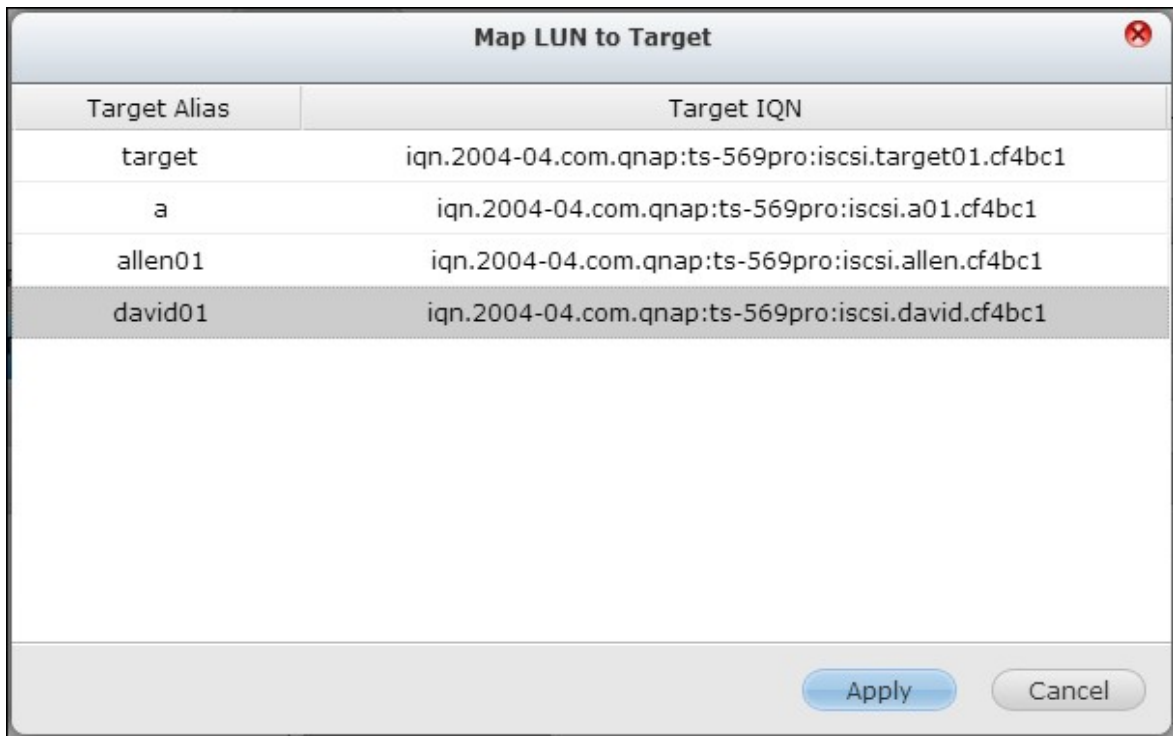 Map LUN to Target
Target Alias Target IQN
target iqn.2004-04.com.qnap:ts-569pro:iscsi.target01.cf4bc1
a iqn.2004-04.com.qnap:ts-569pro:iscsi.a01.cf4bc1
allen01 iqn.2004-04.com.qnap:ts-569pro:iscsi.allen.cf4bc1
david01 iqn.2004-04.com.qnap:ts-569pro:iscsi.david.cf4bc1
Apply Cancel